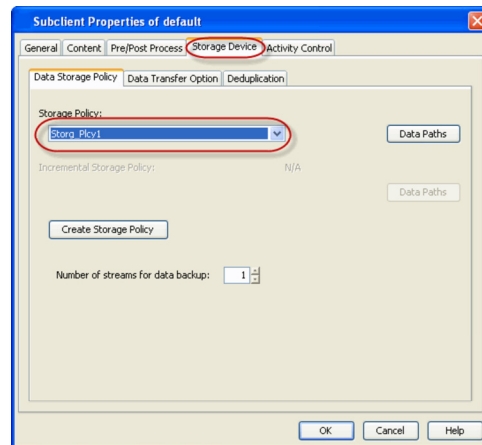 Subclient Properties of default
General Content Pre/Post Process Storage Device Activity Control
Data Storage Policy Data Transfer Option Deduplication
Storage Policy:
Storg_Plcy1 Data Paths
Incremental Storage Policy: N/A
Data Paths
Create Storage Policy
Number of streams for data backup: 1
OK Cancel Help